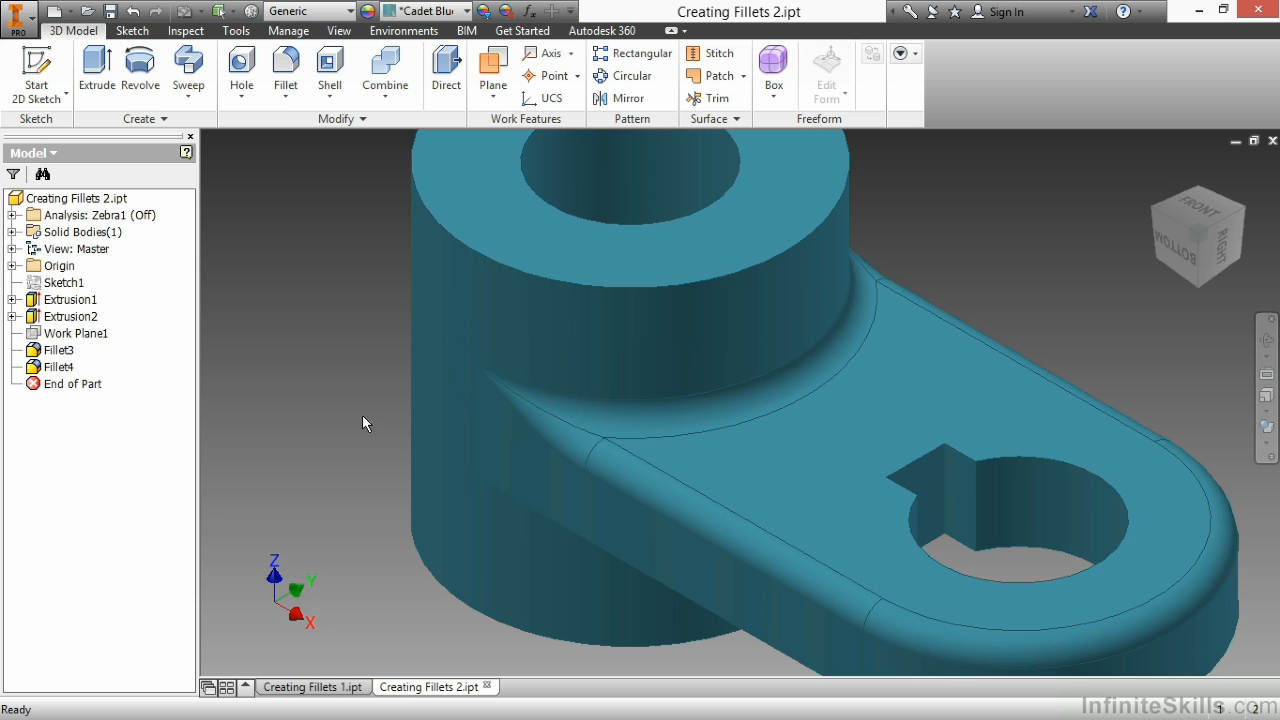 PRO
Generic
*Cadet Blu
fx
Creating Fillets 2.ipt
Sign In
3D Model Sketch Inspect Tools Manage View Environments BIM Get Started Autodesk 360
Start
2D Sketch
Extrude Revolve Sweep
Hole Fillet Shell Combine
Direct
Plane
Axis
Point
UCS
Rectangular
Circular
Mirror
Stitch
Patch
Trim
Box
Edit
Form
Sketch Create Modify Work Features Pattern Surface Freeform
Model
Creating Fillets 2.ipt
Analysis: Zebra1 (Off)
Solid Bodies(1)
View: Master
Origin
Sketch1
Extrusion1
Extrusion2
Work Plane1
Fillet3
Fillet4
End of Part
FRONT
BOTTOM
RIGHT
Z
Y
X
Creating Fillets 1.ipt
Creating Fillets 2.ipt
Ready
1 2
InfiniteSkills.com